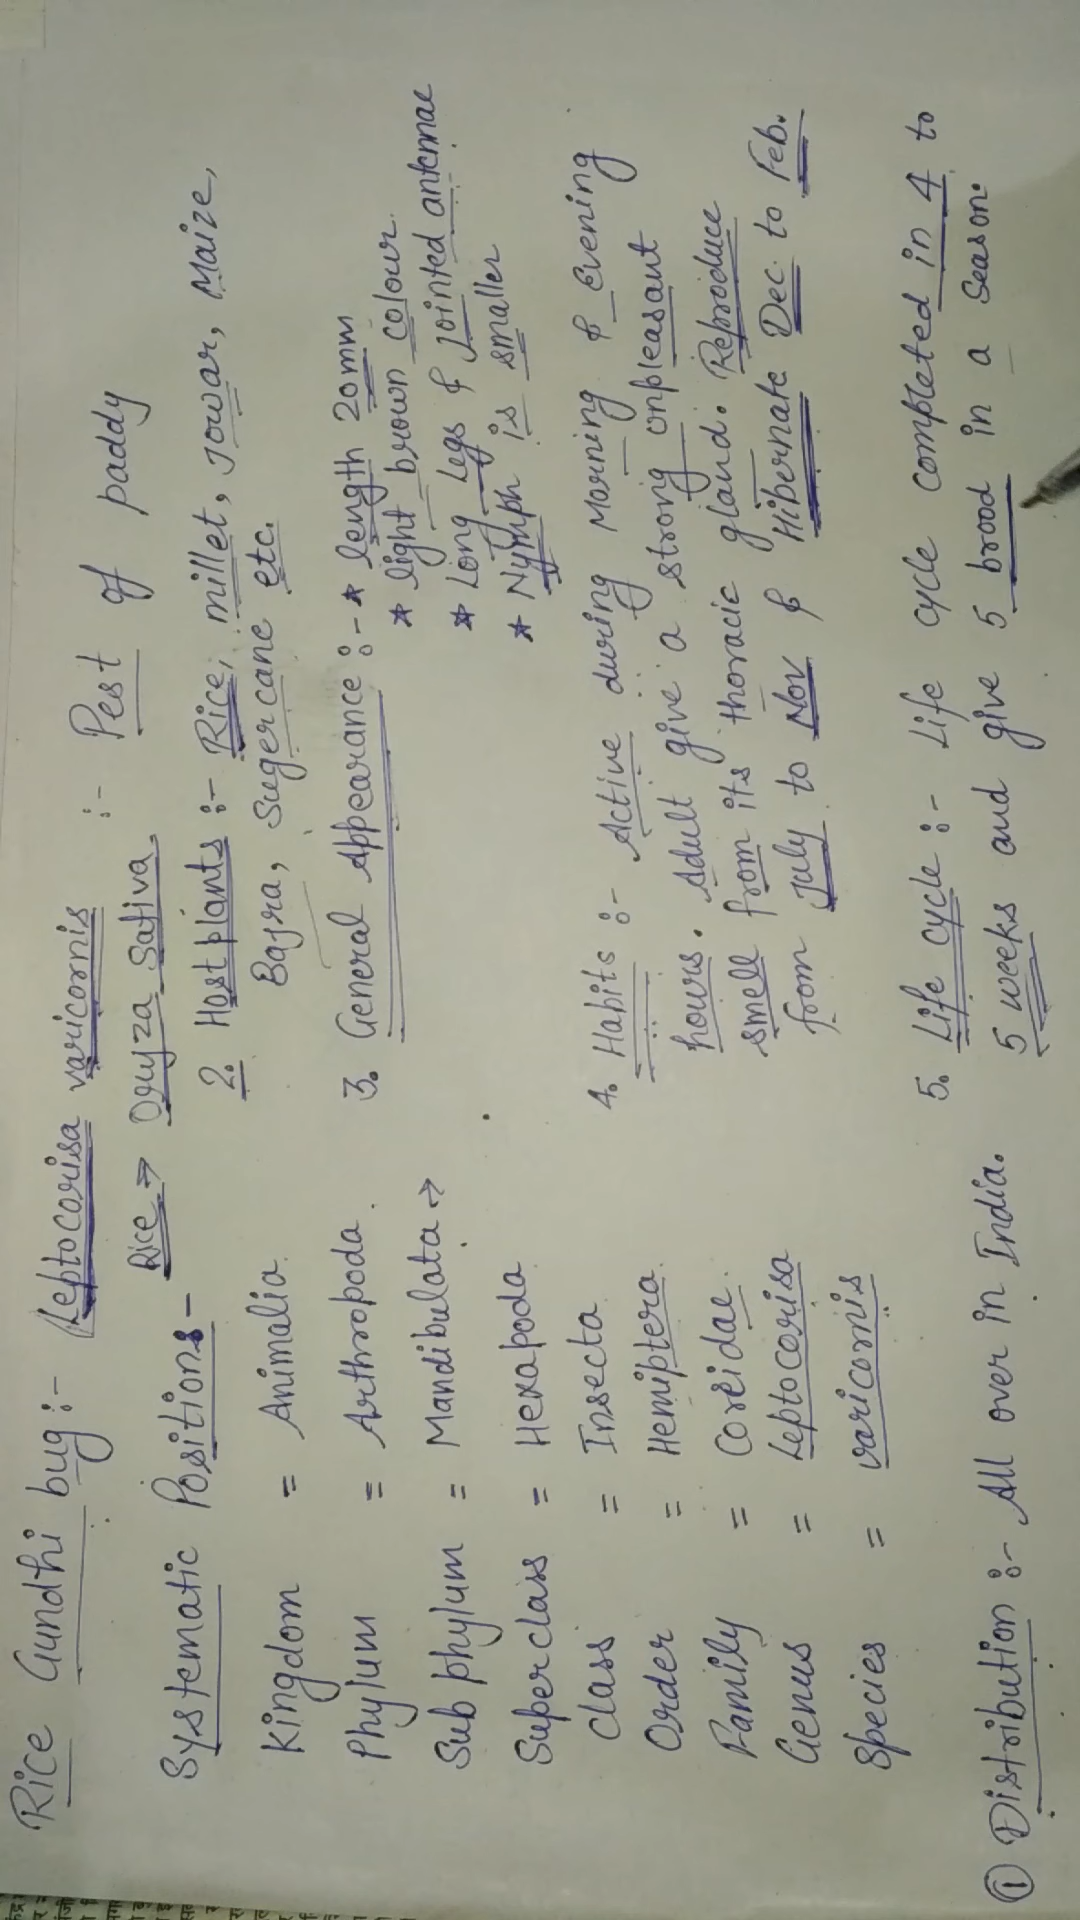 Rice Gundhi bug :- Leptocorisa varicornis :- Pest of paddy
Rice → Oryza Sativa
Systematic Positions -
Kingdom = Animalia.
Phylum = Arthropoda.
Sub phylum = Mandibulata →
Super class = Hexapoda
Class = Insecta
Order = Hemiptera.
Family = Coreidae.
Genus = Leptocorisa
Species = varicornis
① Distribution :- All over in India.
2. Host plants :- Rice, millet, Jowar, Maize,
Bajra, Sugercane etc.
3. General Appearance :- * length 20mm
* light brown colour
* Long Legs & Jointed antennae
* Nymph is smaller
4. Habits :- Active during Morning & Evening
hours. Adult give a strong unpleasant
smell from its thoracic gland. Reproduce
from July to Nov & Hibernate Dec. to Feb.
5. Life cycle :- Life cycle completed in 4 to
5 weeks and give 5 brood in a Season.